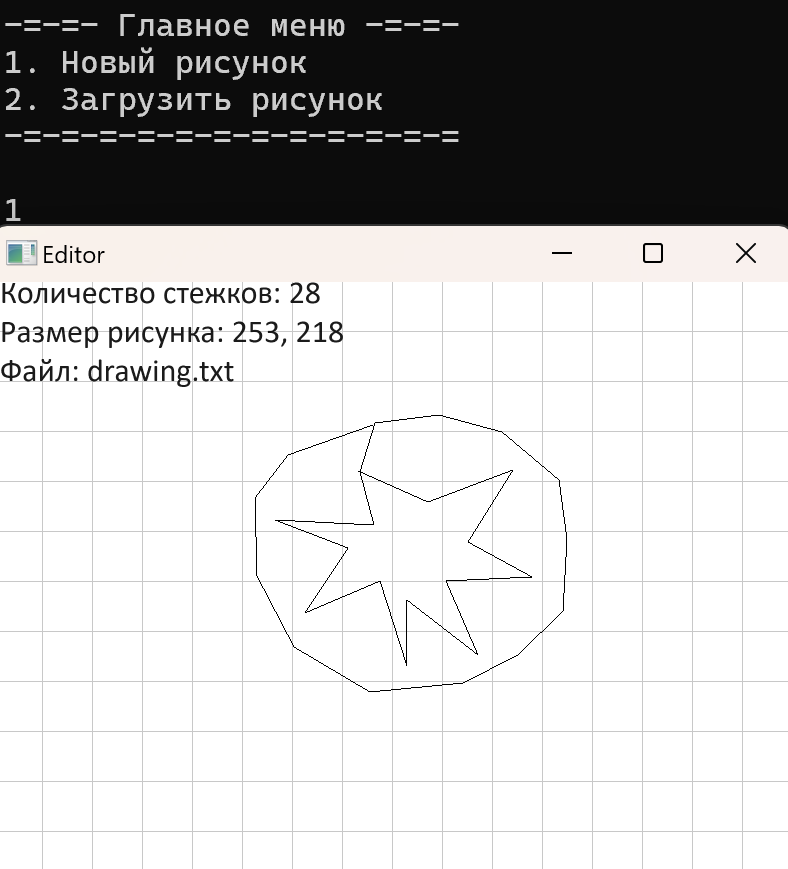 -=-=- Главное меню -=-=-
1. Новый рисунок
2. Загрузить рисунок
-=-=-=-=-=-=-=-=-=-=-=-=
1
Editor
Количество стежков: 28
Размер рисунка: 253, 218
Файл: drawing.txt